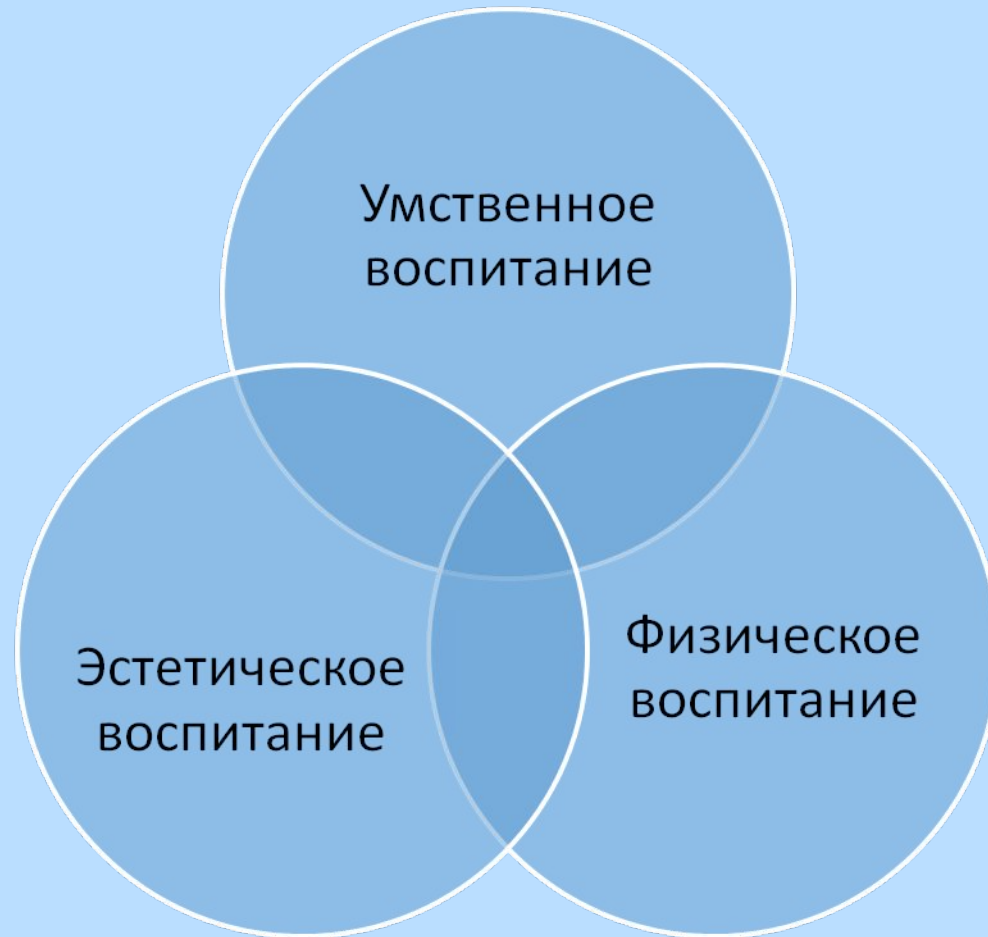 Умственное
воспитание
Эстетическое
воспитание
Физическое
воспитание